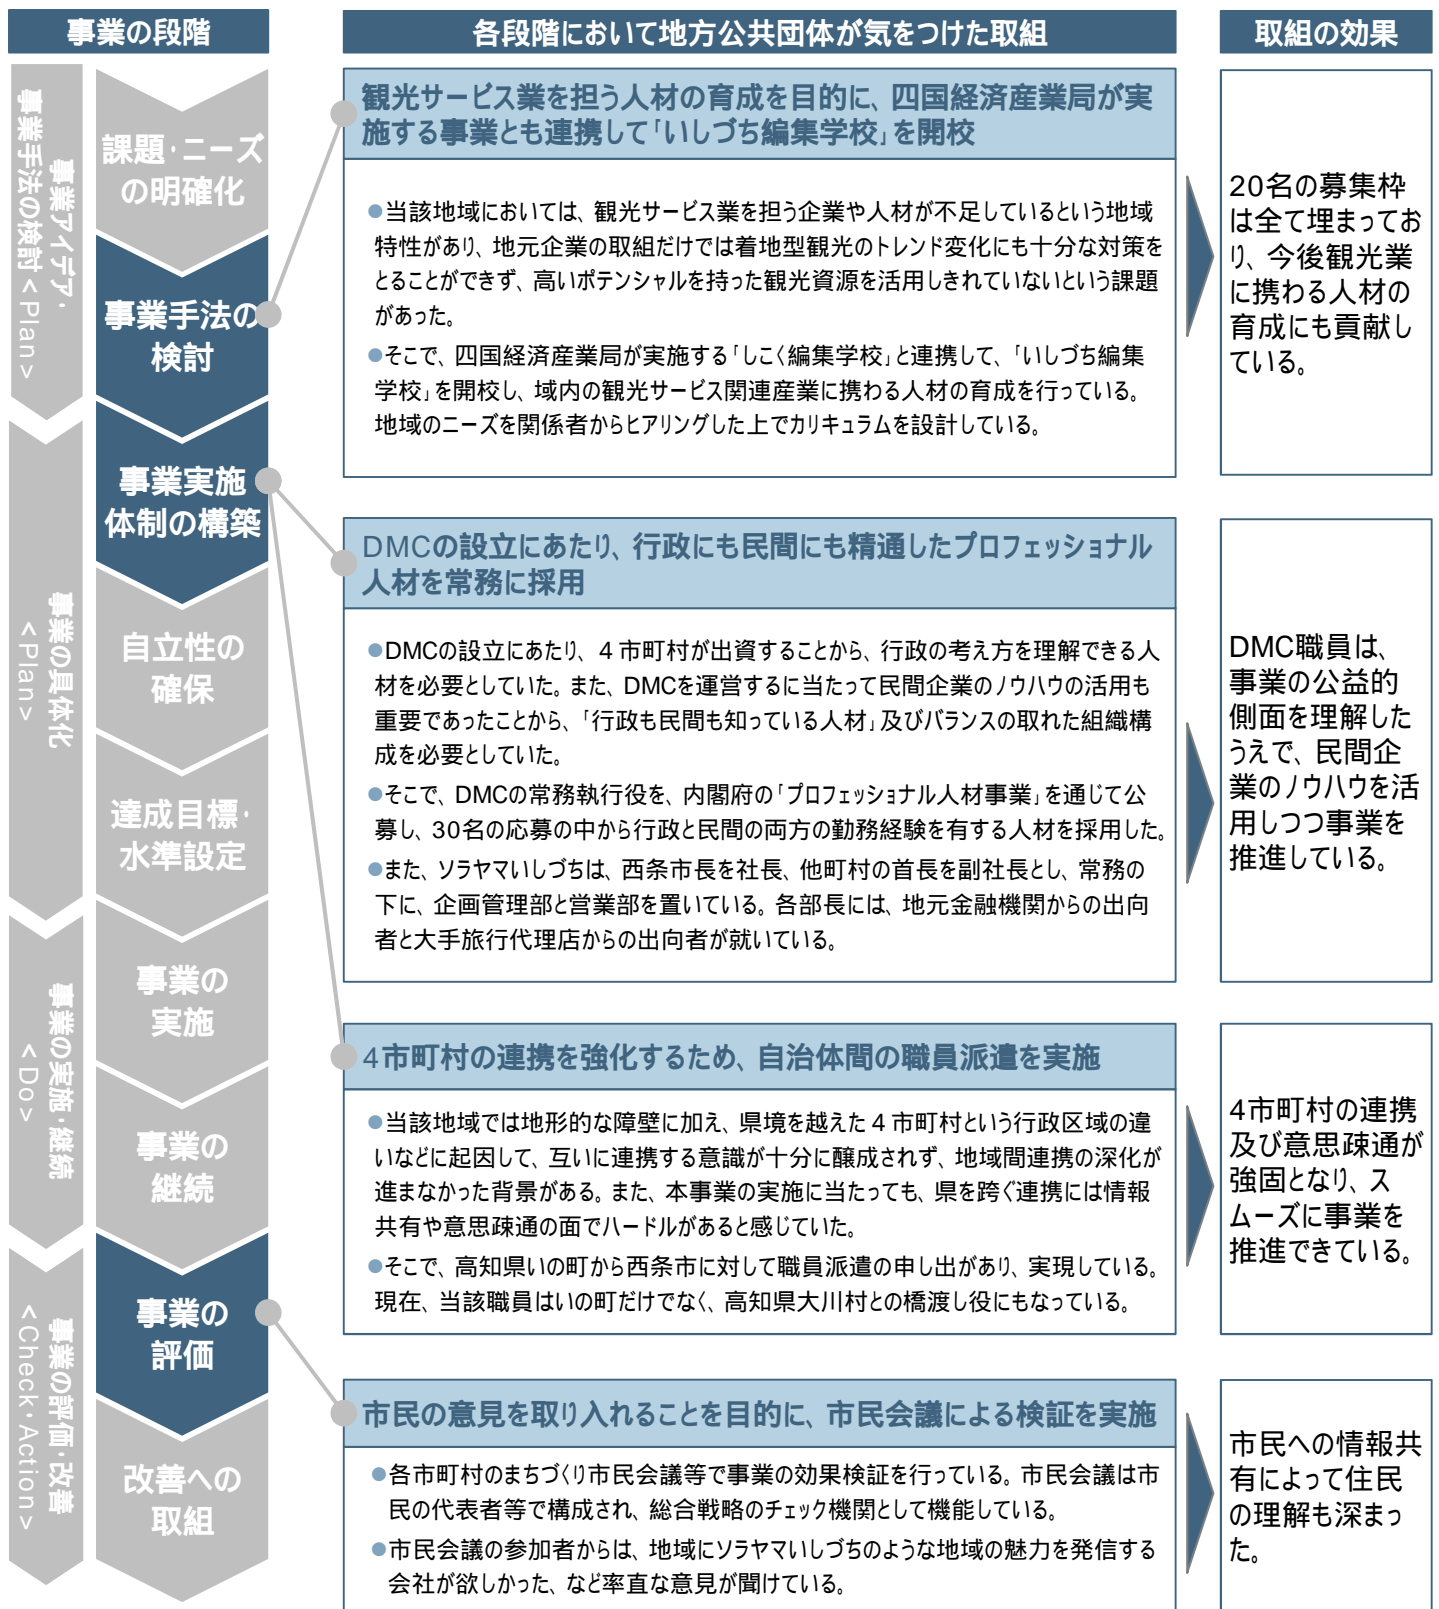 事業の段階
各段階において地方公共団体が気をつけた取組
取組の効果
事業アイデア・
事業手法の検討<Plan>
事業の具体化
<Plan>
事業の実施・継続
<Do>
事業の評価・改善
<Check・Action>
課題・ニーズ
の明確化
事業手法の
検討
事業実施
体制の構築
自立性の
確保
達成目標・
水準設定
事業の
実施
事業の
継続
事業の
評価
改善への
取組
観光サービス業を担う人材の育成を目的に、四国経済産業局が実
施する事業とも連携して「いしづち編集学校」を開校
●当該地域においては、観光サービス業を担う企業や人材が不足しているという地域
特性があり、地元企業の取組だけでは着地型観光のトレンド変化にも十分な対策を
とることができず、高いポテンシャルを持った観光資源を活用しきれていないという課題
があった。
●そこで、四国経済産業局が実施する「しこく編集学校」と連携して、「いしづち編集
学校」を開校し、域内の観光サービス関連産業に携わる人材の育成を行っている。
地域のニーズを関係者からヒアリングした上でカリキュラムを設計している。
20名の募集枠
は全て埋まってお
り、今後観光業
に携わる人材の
育成にも貢献し
ている。
DMCの設立にあたり、行政にも民間にも精通したプロフェッショナル
人材を常務に採用
●DMCの設立にあたり、4市町村が出資することから、行政の考え方を理解できる人
材を必要としていた。また、DMCを運営するに当たって民間企業のノウハウの活用も
重要であったことから、「行政も民間も知っている人材」及びバランスの取れた組織構
成を必要としていた。
●そこで、DMCの常務執行役を、内閣府の「プロフェッショナル人材事業」を通じて公
募し、30名の応募の中から行政と民間の両方の勤務経験を有する人材を採用した。
●また、ソラヤマいしづちは、西条市長を社長、他町村の首長を副社長とし、常務の
下に、企画管理部と営業部を置いている。各部長には、地元金融機関からの出向
者と大手旅行代理店からの出向者が就いている。
DMC職員は、
事業の公益的
側面を理解した
うえで、民間企
業のノウハウを活
用しつつ事業を
推進している。
4市町村の連携を強化するため、自治体間の職員派遣を実施
●当該地域では地形的な障壁に加え、県境を越えた4市町村という行政区域の違
いなどに起因して、互いに連携する意識が十分に醸成されず、地域間連携の深化が
進まなかった背景がある。また、本事業の実施に当たっても、県を跨ぐ連携には情報
共有や意思疎通の面でハードルがあると感じていた。
●そこで、高知県いの町から西条市に対して職員派遣の申し出があり、実現している。
現在、当該職員はいの町だけでなく、高知県大川村との橋渡し役にもなっている。
4市町村の連携
及び意思疎通が
強固となり、ス
ムーズに事業を
推進できている。
市民の意見を取り入れることを目的に、市民会議による検証を実施
●各市町村のまちづくり市民会議等で事業の効果検証を行っている。市民会議は市
民の代表者等で構成され、総合戦略のチェック機関として機能している。
●市民会議の参加者からは、地域にソラヤマいしづちのような地域の魅力を発信する
会社が欲しかった、など率直な意見が聞けている。
市民への情報共
有によって住民
の理解も深まっ
た。